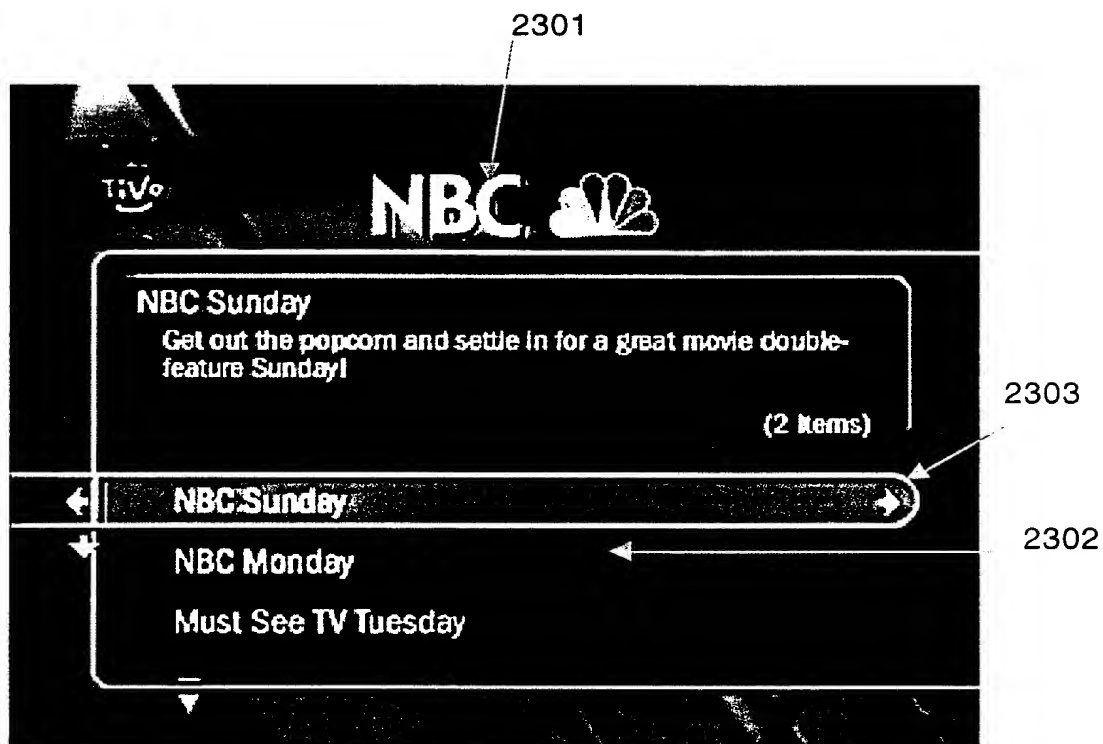 2301
TiVo
NBC
NBC Sunday
Get out the popcorn and settle in for a great movie double-
feature Sunday!
(2 Items)
2303
NBC Sunday
2302
NBC Monday
Must See TV Tuesday